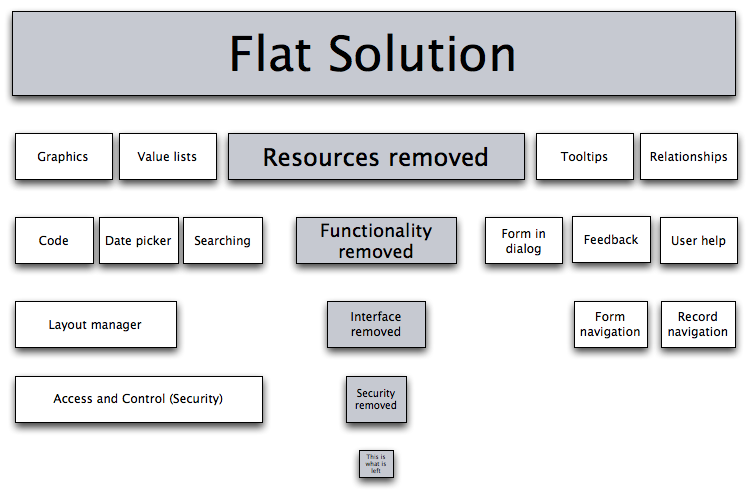 Flat Solution
Graphics
Value lists
Resources removed
Tooltips
Relationships
Code
Date picker
Searching
Functionality
removed
Form in
dialog
Feedback
User help
Layout manager
Interface
removed
Form
navigation
Record
navigation
Access and Control (Security)
Security
removed
This is
what is
left